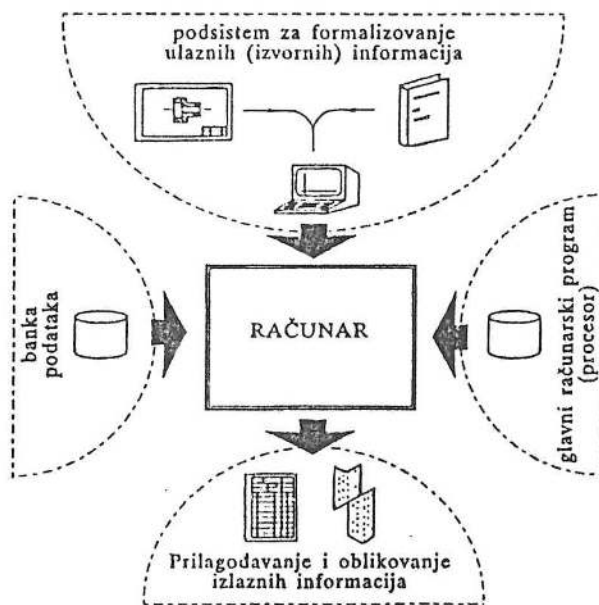 podsistem za formalizovanje
ulaznih (izvornih) informacija
banka
podataka
RAČUNAR
glavni računarski program
(procesor)
Prilagođavanje i oblikovanje
izlaznih informacija